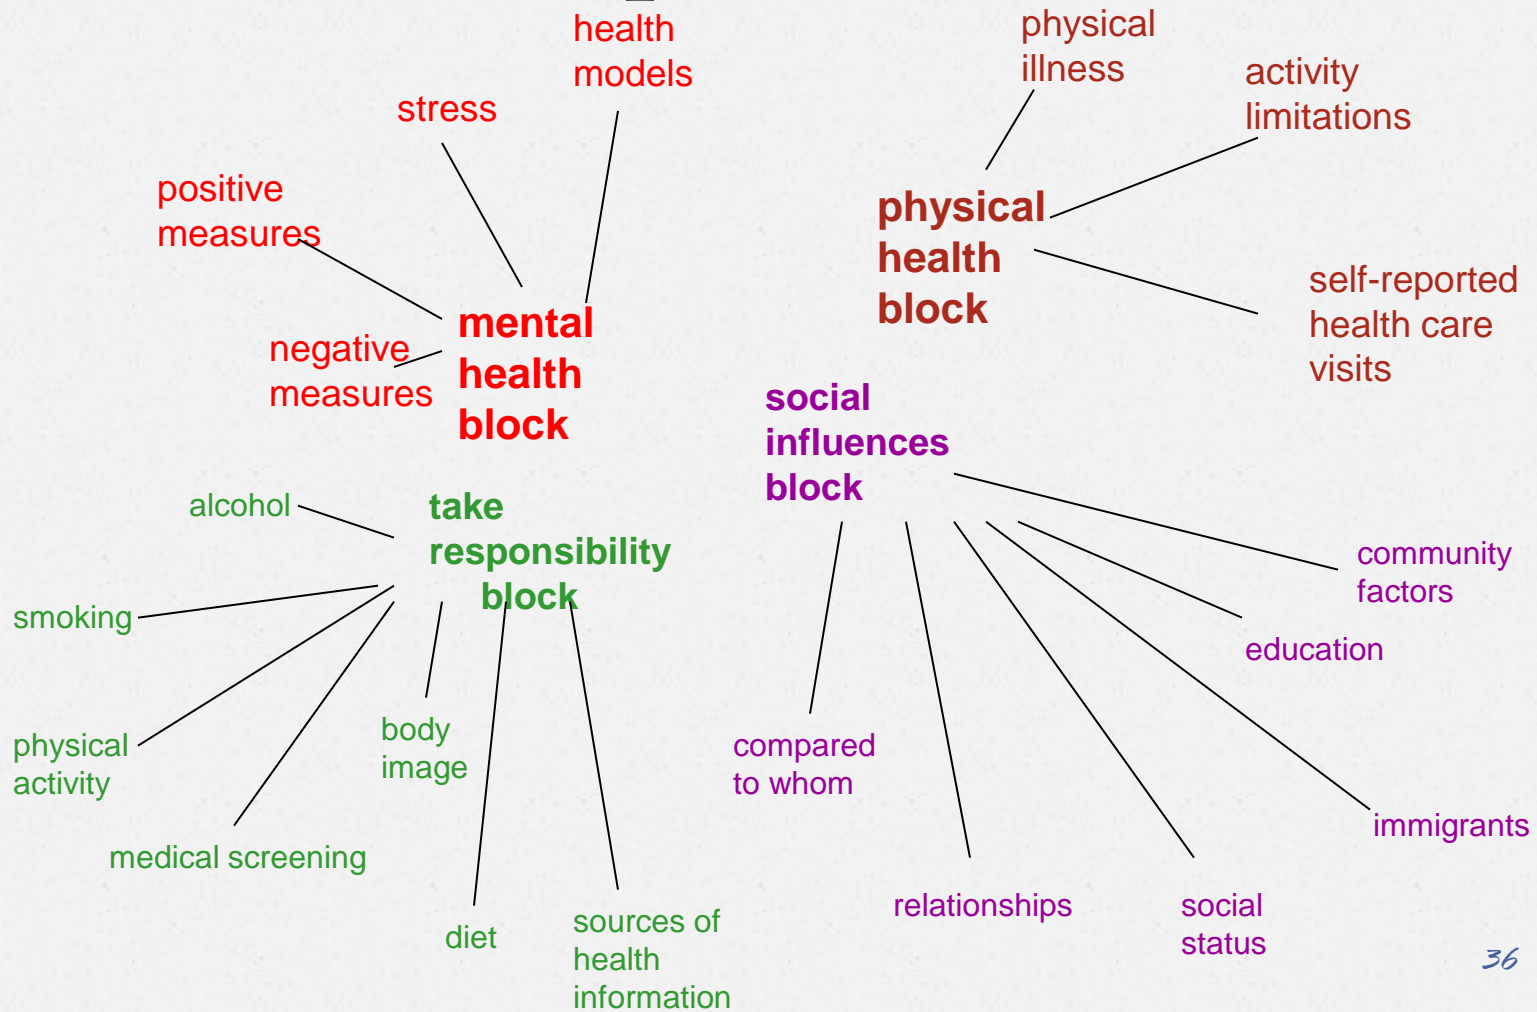 health
models
stress
positive
measures
negative
measures
mental
health
block
physical
illness
activity
limitations
physical
health
block
self-reported
health care
visits
social
influences
block
take
responsibility
block
alcohol
smoking
physical
activity
medical screening
body
image
diet
sources of
health
information
community
factors
education
immigrants
compared
to whom
relationships
social
status
36